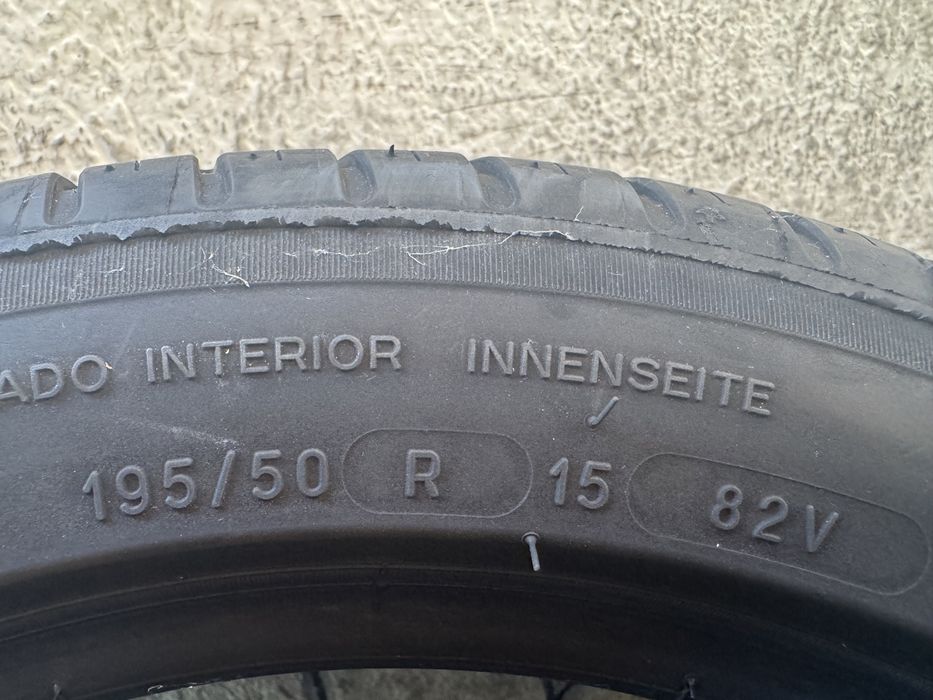 ADO INTERIOR INNENSEITE
195/50 R 15 82V